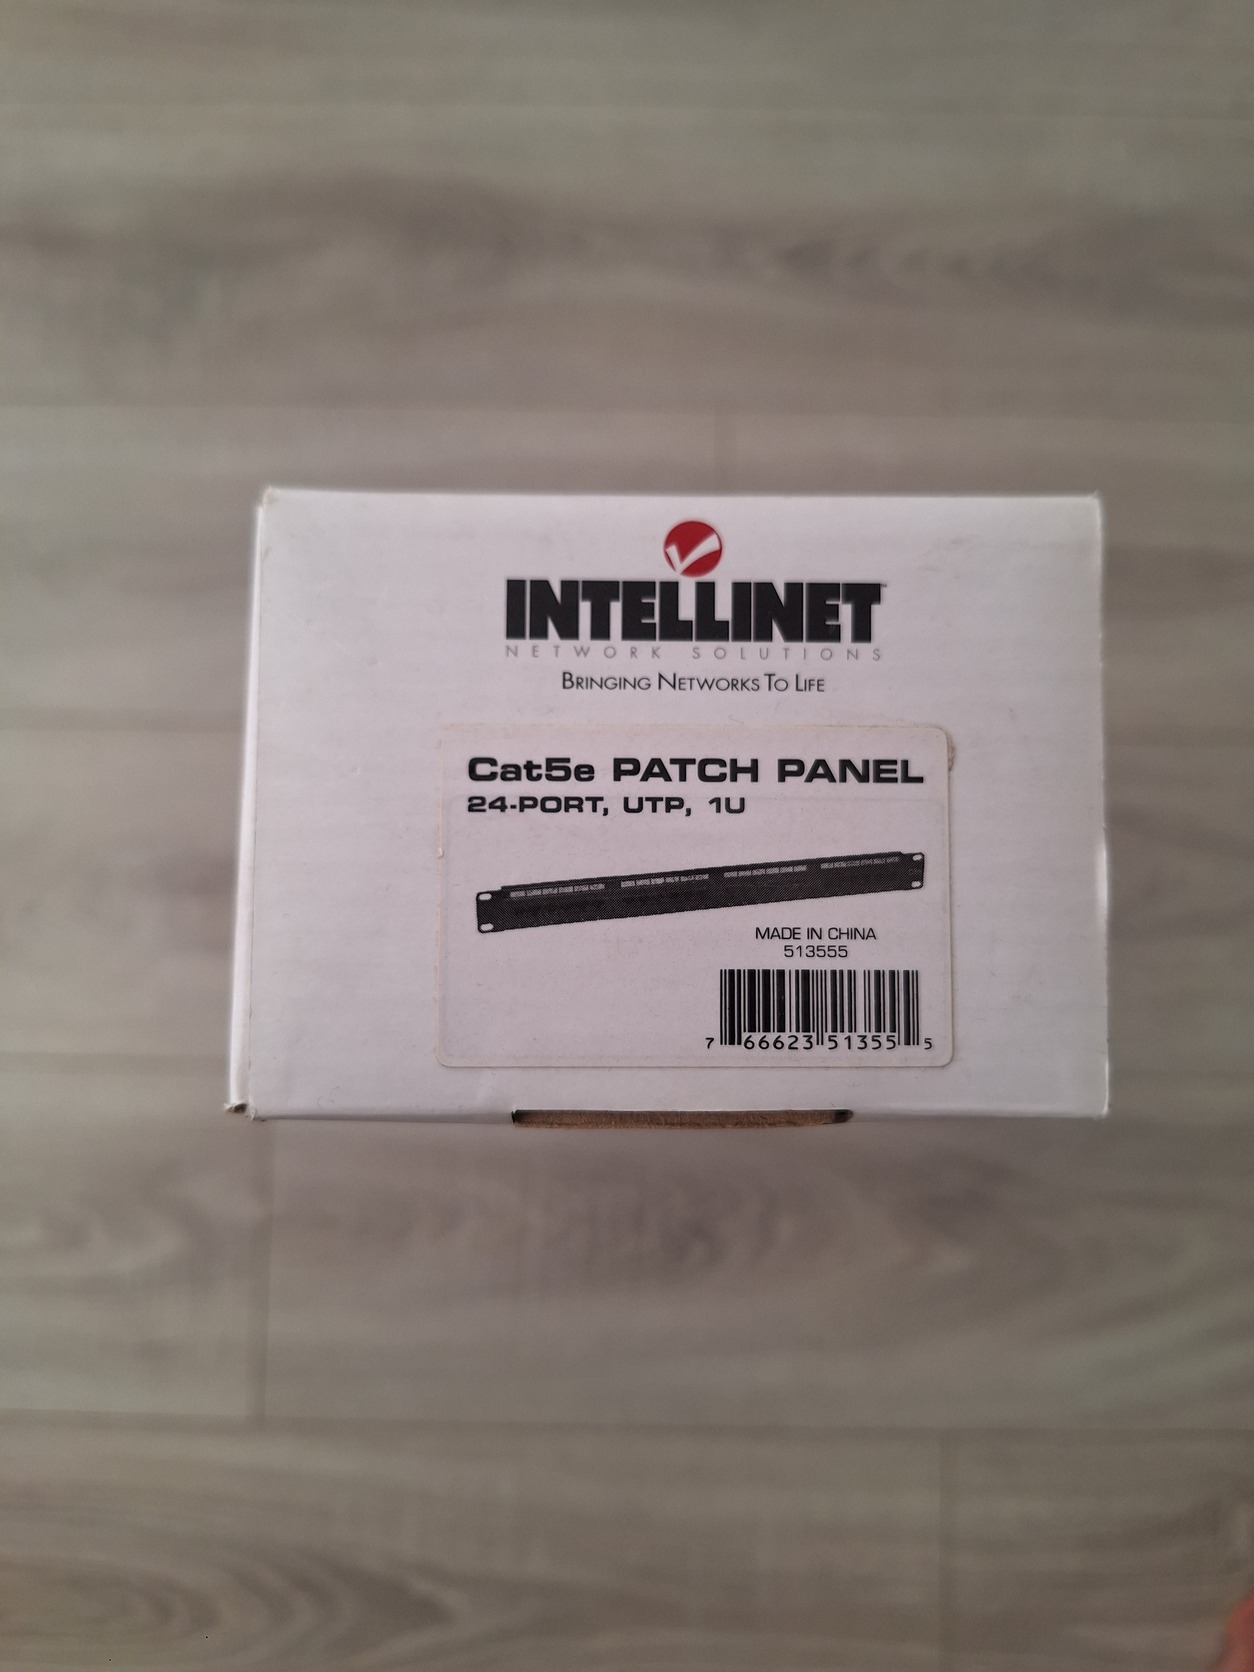 INTELLINET™
NETWORK SOLUTIONS
BRINGING NETWORKS TO LIFE
Cat5e PATCH PANEL
24-PORT, UTP, 1U
MADE IN CHINA
513555
7 66623 51355 5